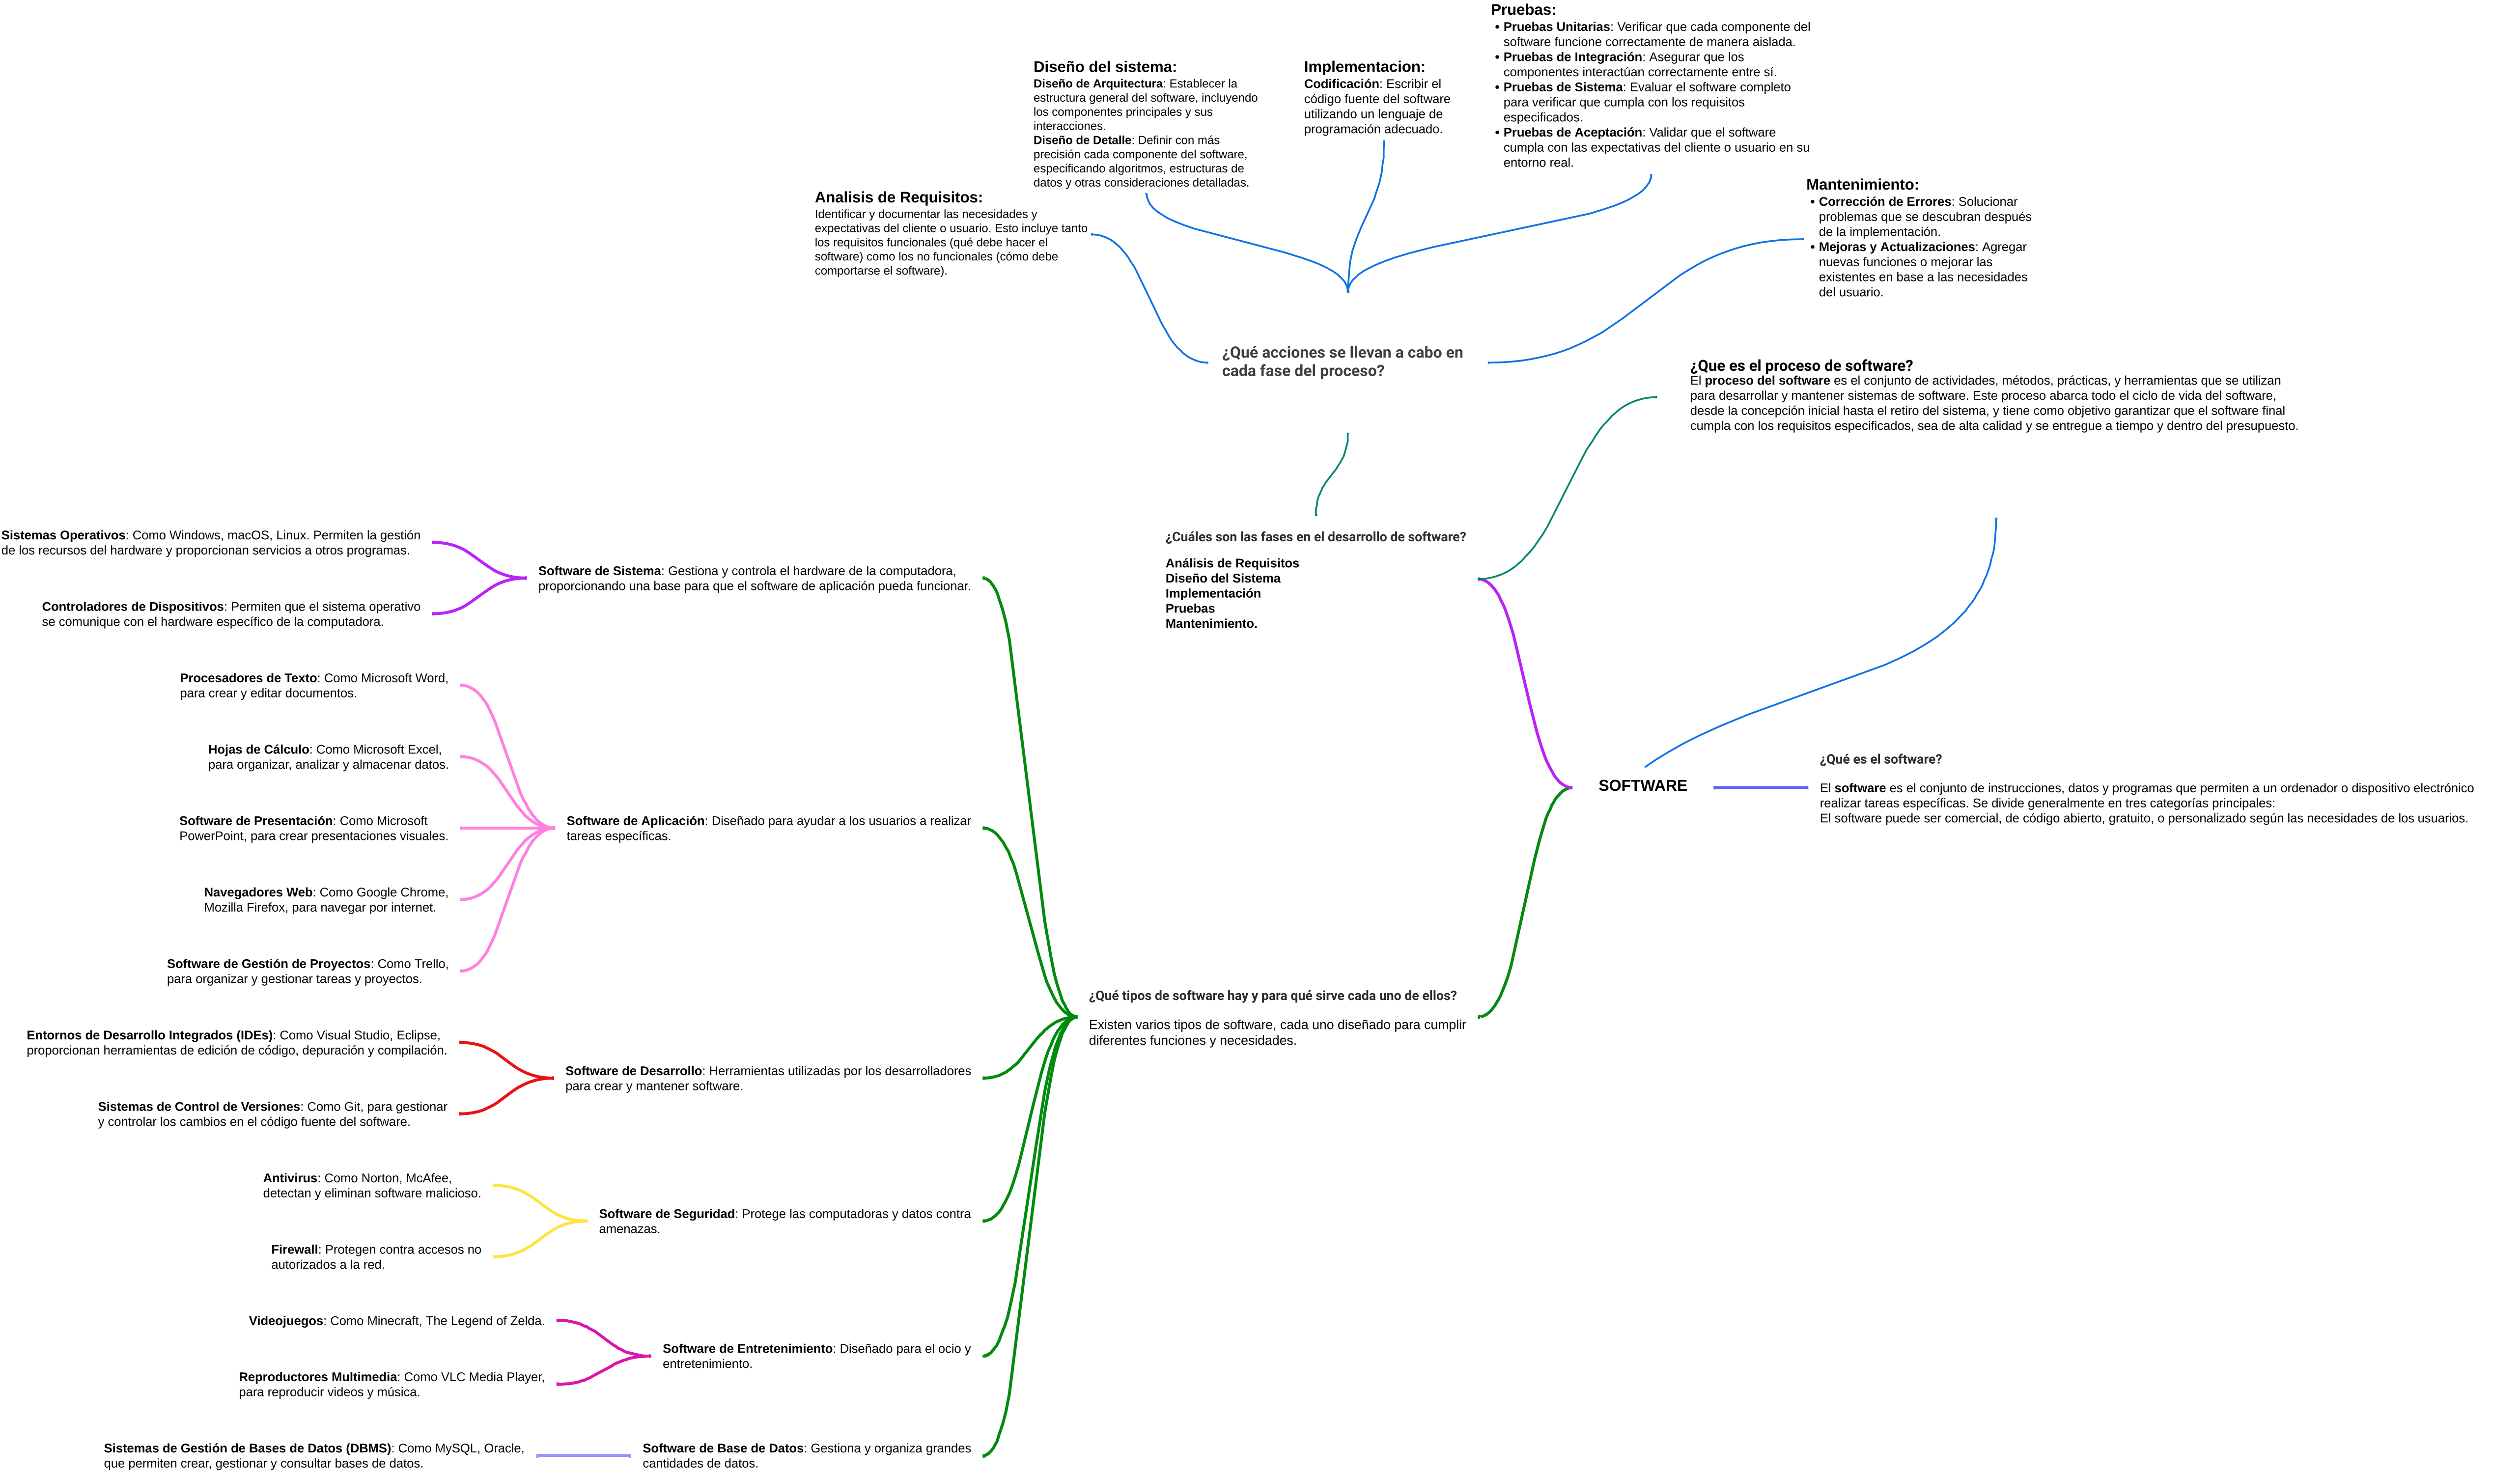 Pruebas:
• Pruebas Unitarias: Verificar que cada componente del
software funcione correctamente de manera aislada.
• Pruebas de Integración: Asegurar que los
componentes interactúan correctamente entre sí.
• Pruebas de Sistema: Evaluar el software completo
para verificar que cumpla con los requisitos
especificados.
• Pruebas de Aceptación: Validar que el software
cumpla con las expectativas del cliente o usuario en su
entorno real.
Diseño del sistema:
Diseño de Arquitectura: Establecer la
estructura general del software, incluyendo
los componentes principales y sus
interacciones.
Diseño de Detalle: Definir con más
precisión cada componente del software,
especificando algoritmos, estructuras de
datos y otras consideraciones detalladas.
Implementacion:
Codificación: Escribir el
código fuente del software
utilizando un lenguaje de
programación adecuado.
Mantenimiento:
• Corrección de Errores: Solucionar
problemas que se descubran después
de la implementación.
• Mejoras y Actualizaciones: Agregar
nuevas funciones o mejorar las
existentes en base a las necesidades
del usuario.
Analisis de Requisitos:
Identificar y documentar las necesidades y
expectativas del cliente o usuario. Esto incluye tanto
los requisitos funcionales (qué debe hacer el
software) como los no funcionales (cómo debe
comportarse el software).
¿Qué acciones se llevan a cabo en
cada fase del proceso?
¿Que es el proceso de software?
El proceso del software es el conjunto de actividades, métodos, prácticas, y herramientas que se utilizan
para desarrollar y mantener sistemas de software. Este proceso abarca todo el ciclo de vida del software,
desde la concepción inicial hasta el retiro del sistema, y tiene como objetivo garantizar que el software final
cumpla con los requisitos especificados, sea de alta calidad y se entregue a tiempo y dentro del presupuesto.
¿Cuáles son las fases en el desarrollo de software?
Análisis de Requisitos
Diseño del Sistema
Implementación
Pruebas
Mantenimiento.
SOFTWARE
¿Qué es el software?
El software es el conjunto de instrucciones, datos y programas que permiten a un ordenador o dispositivo electrónico
realizar tareas específicas. Se divide generalmente en tres categorías principales:
El software puede ser comercial, de código abierto, gratuito, o personalizado según las necesidades de los usuarios.
¿Qué tipos de software hay y para qué sirve cada uno de ellos?
Existen varios tipos de software, cada uno diseñado para cumplir
diferentes funciones y necesidades.
Software de Sistema: Gestiona y controla el hardware de la computadora,
proporcionando una base para que el software de aplicación pueda funcionar.
Sistemas Operativos: Como Windows, macOS, Linux. Permiten la gestión
de los recursos del hardware y proporcionan servicios a otros programas.
Controladores de Dispositivos: Permiten que el sistema operativo
se comunique con el hardware específico de la computadora.
Software de Aplicación: Diseñado para ayudar a los usuarios a realizar
tareas específicas.
Procesadores de Texto: Como Microsoft Word,
para crear y editar documentos.
Hojas de Cálculo: Como Microsoft Excel,
para organizar, analizar y almacenar datos.
Software de Presentación: Como Microsoft
PowerPoint, para crear presentaciones visuales.
Navegadores Web: Como Google Chrome,
Mozilla Firefox, para navegar por internet.
Software de Gestión de Proyectos: Como Trello,
para organizar y gestionar tareas y proyectos.
Software de Desarrollo: Herramientas utilizadas por los desarrolladores
para crear y mantener software.
Entornos de Desarrollo Integrados (IDEs): Como Visual Studio, Eclipse,
proporcionan herramientas de edición de código, depuración y compilación.
Sistemas de Control de Versiones: Como Git, para gestionar
y controlar los cambios en el código fuente del software.
Software de Seguridad: Protege las computadoras y datos contra
amenazas.
Antivirus: Como Norton, McAfee,
detectan y eliminan software malicioso.
Firewall: Protegen contra accesos no
autorizados a la red.
Software de Entretenimiento: Diseñado para el ocio y
entretenimiento.
Videojuegos: Como Minecraft, The Legend of Zelda.
Reproductores Multimedia: Como VLC Media Player,
para reproducir videos y música.
Software de Base de Datos: Gestiona y organiza grandes
cantidades de datos.
Sistemas de Gestión de Bases de Datos (DBMS): Como MySQL, Oracle,
que permiten crear, gestionar y consultar bases de datos.